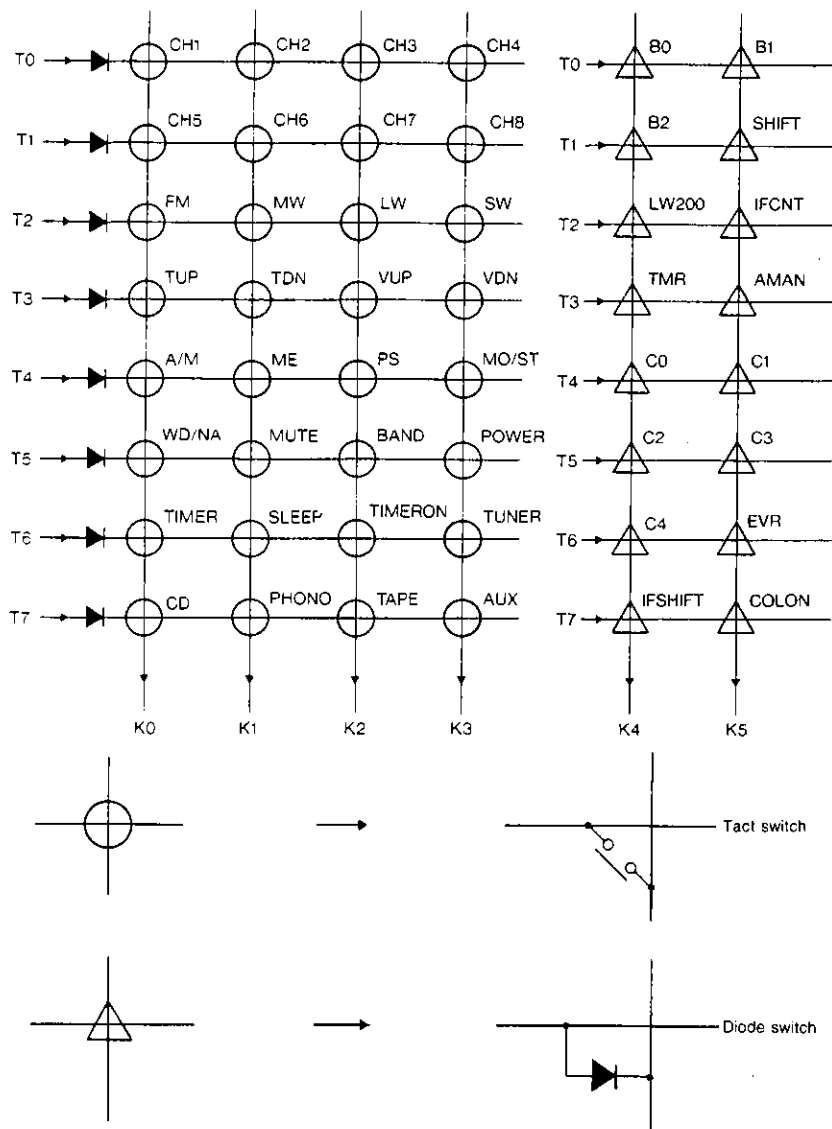 T0 CH1 CH2 CH3 CH4 T0 B0 B1
T1 CH5 CH6 CH7 CH8 T1 B2 SHIFT
T2 FM MW LW SW T2 LW200 IFCNT
T3 TUP TDN VUP VDN T3 TMR AMAN
T4 A/M ME PS MO/ST T4 C0 C1
T5 WD/NA MUTE BAND POWER T5 C2 C3
T6 TIMER SLEEP TIMERON TUNER T6 C4 EVR
T7 CD PHONO TAPE AUX T7 IFSHIFT COLON
K0 K1 K2 K3 K4 K5
Tact switch
Diode switch